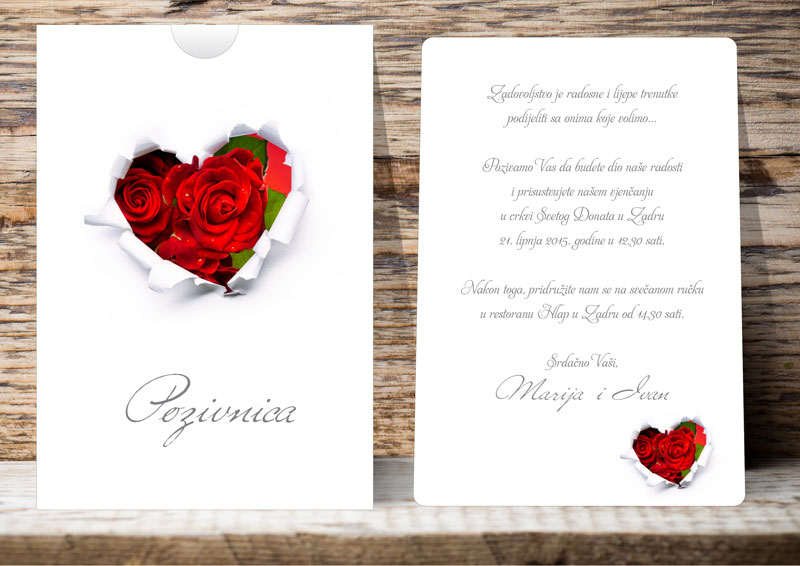 Pozivnica
Zadovoljstvo je radosne i lijepe trenutke
podijeliti sa onima koje volimo...
Pozivamo Vas da budete dio naše radosti
i prisustvujete našem vjenčanju
u crkvi Svetog Donata u Zadru
21. lipnja 2015. godine u 12,30 sati.
Nakon toga, pridružite nam se na svečanom ručku
u restoranu Hlap u Zadru od 14,30 sati.
Srdačno Vaši,
Marija i Ivan